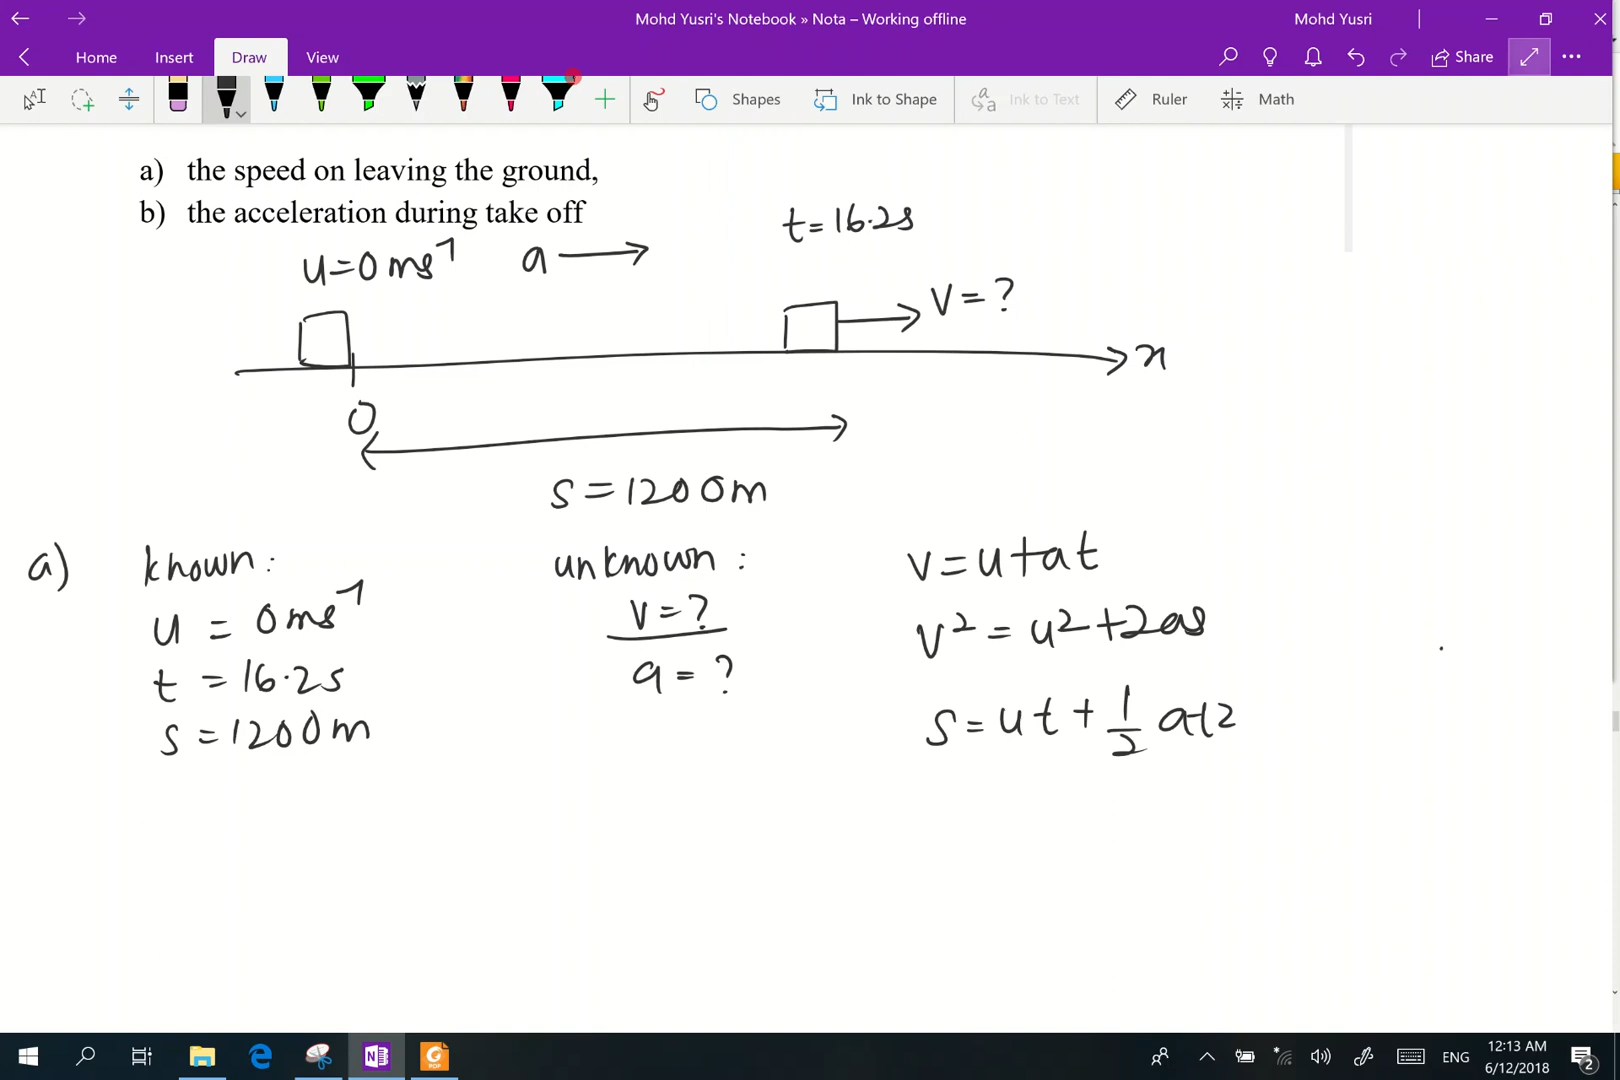 Mohd Yusri's Notebook » Nota – Working offline
Mohd Yusri
Home Insert Draw View
Share
Shapes Ink to Shape Ink to Text Ruler Math
a) the speed on leaving the ground,
b) the acceleration during take off
t = 16.2s
u = 0 ms⁻¹ a
v = ?
x
O
s = 1200m
a) known: unknown: v = u + at
u = 0 ms⁻¹ v = ? v² = u² + 2as
t = 16.2s a = ?
s = 1200m s = ut + 1/2 at²
ENG
12:13 AM
6/12/2018
2